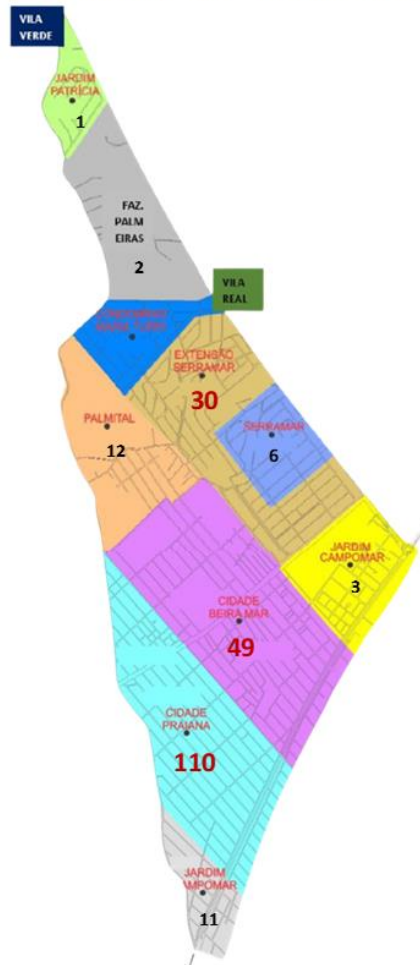 VILA
VERDE
JARDIM
PATRÍCIA
1
FAZ.
PALM
EIRAS
2
VILA
REAL
EXTENSÃO
SERRAMAR
30
PALMITAL
12
SERRAMAR
6
JARDIM
CAMPOMAR
3
CIDADE
BEIRA MAR
49
CIDADE
PRAIANA
110
JARDIM
AMPOMAR
11